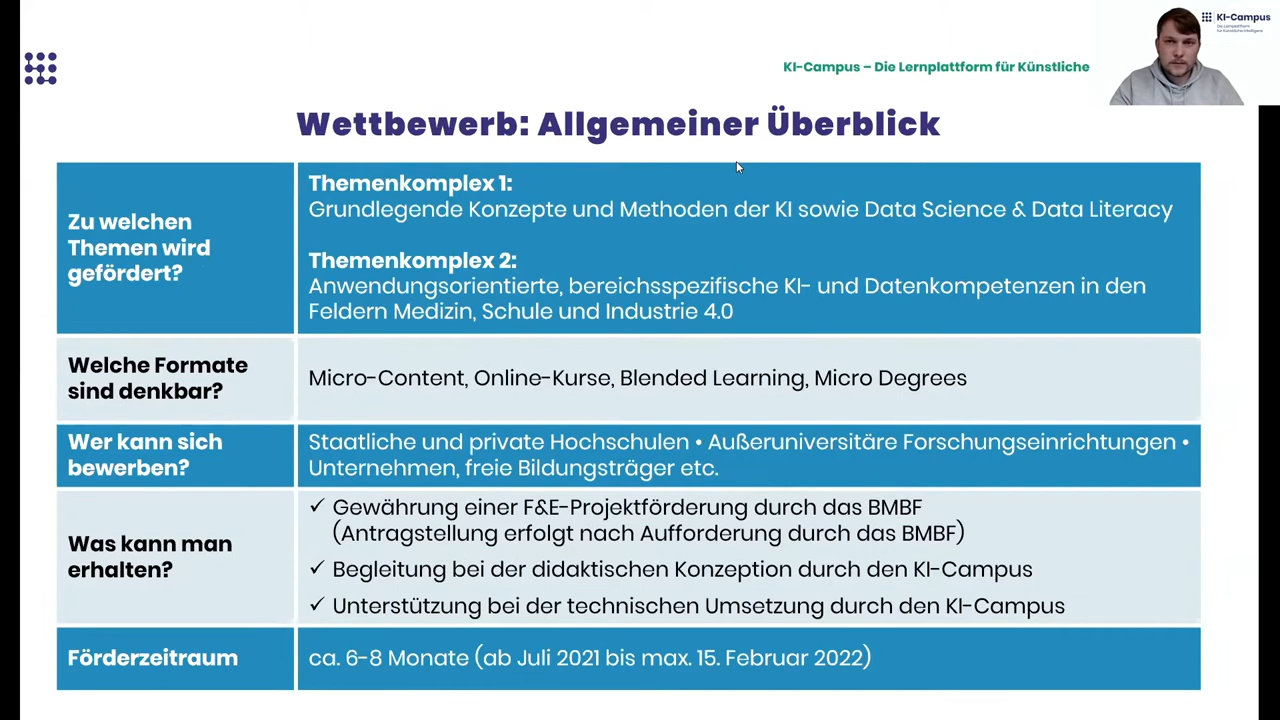 KI-Campus
Die Lernplattform
für Künstliche Intelligenz
KI-Campus – Die Lernplattform für Künstliche
Wettbewerb: Allgemeiner Überblick
Zu welchen
Themen wird
gefördert?
Themenkomplex 1:
Grundlegende Konzepte und Methoden der KI sowie Data Science & Data Literacy
Themenkomplex 2:
Anwendungsorientierte, bereichsspezifische KI- und Datenkompetenzen in den
Feldern Medizin, Schule und Industrie 4.0
Welche Formate
sind denkbar?
Micro-Content, Online-Kurse, Blended Learning, Micro Degrees
Wer kann sich
bewerben?
Staatliche und private Hochschulen • Außeruniversitäre Forschungseinrichtungen •
Unternehmen, freie Bildungsträger etc.
Was kann man
erhalten?
✓ Gewährung einer F&E-Projektförderung durch das BMBF
(Antragstellung erfolgt nach Aufforderung durch das BMBF)
✓ Begleitung bei der didaktischen Konzeption durch den KI-Campus
✓ Unterstützung bei der technischen Umsetzung durch den KI-Campus
Förderzeitraum
ca. 6-8 Monate (ab Juli 2021 bis max. 15. Februar 2022)